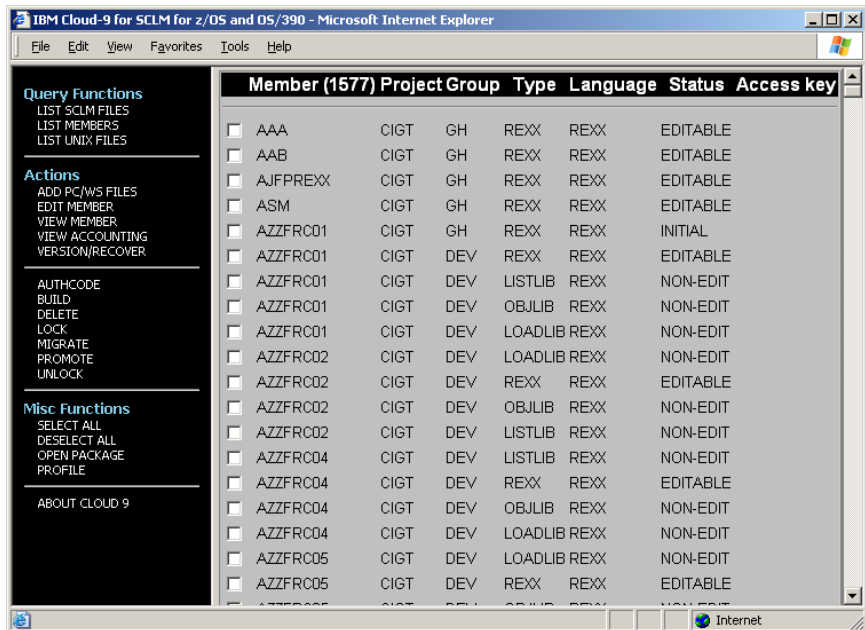 IBM Cloud-9 for SCLM for z/OS and OS/390 - Microsoft Internet Explorer
File Edit View Favorites Tools Help
Query Functions
LIST SCLM FILES
LIST MEMBERS
LIST UNIX FILES
Actions
ADD PC/WS FILES
EDIT MEMBER
VIEW MEMBER
VIEW ACCOUNTING
VERSION/RECOVER
AUTHCODE
BUILD
DELETE
LOCK
MIGRATE
PROMOTE
UNLOCK
Misc Functions
SELECT ALL
DESELECT ALL
OPEN PACKAGE
PROFILE
ABOUT CLOUD 9
Member (1577) Project Group Type Language Status Access key
AAA CIGT GH REXX REXX EDITABLE
AAB CIGT GH REXX REXX EDITABLE
AJFPREXX CIGT GH REXX REXX EDITABLE
ASM CIGT GH REXX REXX EDITABLE
AZZFRC01 CIGT GH REXX REXX INITIAL
AZZFRC01 CIGT DEV REXX REXX EDITABLE
AZZFRC01 CIGT DEV LISTLIB REXX NON-EDIT
AZZFRC01 CIGT DEV OBJLIB REXX NON-EDIT
AZZFRC01 CIGT DEV LOADLIB REXX NON-EDIT
AZZFRC02 CIGT DEV LOADLIB REXX NON-EDIT
AZZFRC02 CIGT DEV REXX REXX EDITABLE
AZZFRC02 CIGT DEV OBJLIB REXX NON-EDIT
AZZFRC02 CIGT DEV LISTLIB REXX NON-EDIT
AZZFRC04 CIGT DEV LISTLIB REXX NON-EDIT
AZZFRC04 CIGT DEV REXX REXX EDITABLE
AZZFRC04 CIGT DEV OBJLIB REXX NON-EDIT
AZZFRC04 CIGT DEV LOADLIB REXX NON-EDIT
AZZFRC05 CIGT DEV LOADLIB REXX NON-EDIT
AZZFRC05 CIGT DEV REXX REXX EDITABLE
Internet